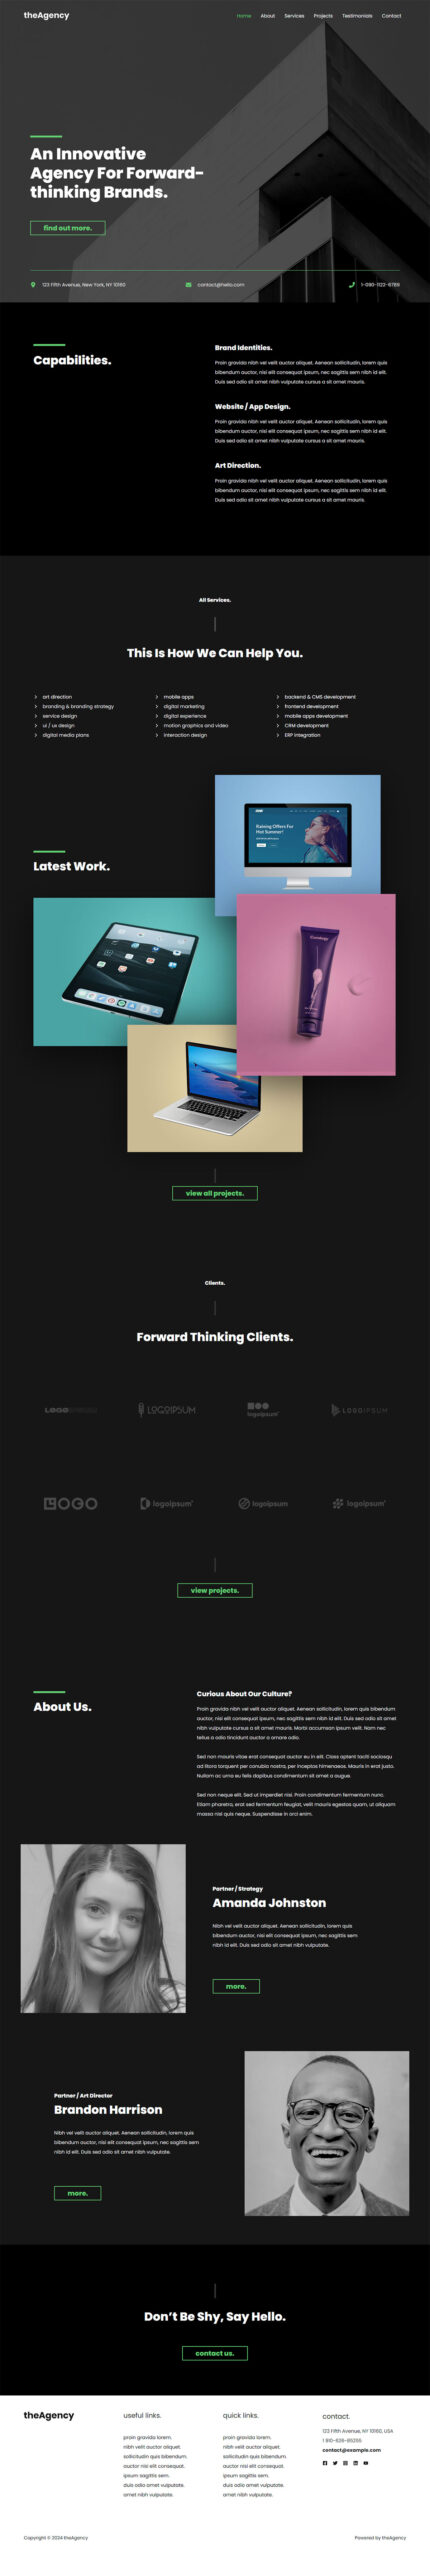 theAgency
Home About Services Projects Testimonials Contact
An Innovative
Agency For Forward-
thinking Brands.
find out more.
123 Fifth Avenue, New York, NY 10160
contact@hello.com
1-090-1122-6789
Capabilities.
Brand Identities.
Proin gravida nibh vel velit auctor aliquet. Aenean sollicitudin, lorem quis
bibendum auctor, nisi elit consequat ipsum, nec sagittis sem nibh id elit.
Duis sed odio sit amet nibh vulputate cursus a sit amet mauris.
Website / App Design.
Proin gravida nibh vel velit auctor aliquet. Aenean sollicitudin, lorem quis
bibendum auctor, nisi elit consequat ipsum, nec sagittis sem nibh id elit.
Duis sed odio sit amet nibh vulputate cursus a sit amet mauris.
Art Direction.
Proin gravida nibh vel velit auctor aliquet. Aenean sollicitudin, lorem quis
bibendum auctor, nisi elit consequat ipsum, nec sagittis sem nibh id elit.
Duis sed odio sit amet nibh vulputate cursus a sit amet mauris.
All Services.
This Is How We Can Help You.
art direction
branding & branding strategy
service design
ui / ux design
digital media plans
mobile apps
digital marketing
digital experience
motion graphics and video
interaction design
backend & CMS development
frontend development
mobile apps development
CRM development
ERP integration
Latest Work.
Raining Offers For
Hot Summer!
view all projects.
Clients.
Forward Thinking Clients.
LOGO
LOGOIPSUM
logoipsum
LOGOIPSUM
LOGO
logoipsum
logoipsum
logoipsum
view projects.
About Us.
Curious About Our Culture?
Proin gravida nibh vel velit auctor aliquet. Aenean sollicitudin, lorem quis bibendum
auctor, nisi elit consequat ipsum, nec sagittis sem nibh id elit. Duis sed odio sit amet
nibh vulputate cursus a sit amet mauris. Morbi accumsan ipsum velit. Nam nec
tellus a odio tincidunt auctor a ornare odio.
Sed non mauris vitae erat consequat auctor eu in elit. Class aptent taciti sociosqu
ad litora torquent per conubia nostra, per inceptos himenaeos. Mauris in erat justo.
Nullam ac urna eu felis dapibus condimentum sit amet a augue.
Sed non neque elit. Sed ut imperdiet nisi. Proin condimentum fermentum nunc.
Etiam pharetra, erat sed fermentum feugiat, velit mauris egestas quam, ut aliquam
massa nisl quis neque. Suspendisse in orci enim.
Partner / Strategy
Amanda Johnston
Nibh vel velit auctor aliquet. Aenean sollicitudin, lorem quis
bibendum auctor, nisi elit consequat ipsum, nec sagittis sem
nibh id elit. Duis sed odio sit amet nibh vulputate.
more.
Partner / Art Director
Brandon Harrison
Nibh vel velit auctor aliquet. Aenean sollicitudin, lorem quis
bibendum auctor, nisi elit consequat ipsum, nec sagittis sem
nibh id elit. Duis sed odio sit amet nibh vulputate.
more.
Don't Be Shy, Say Hello.
contact us.
theAgency
useful links.
proin gravida lorem.
nibh velit auctor aliquet.
sollicitudin quis bibendum.
auctor nisi elit consequat.
ipsum sagittis sem.
duis odio amet vulputate.
amet nibh vulputate.
quick links.
proin gravida lorem.
nibh velit auctor aliquet.
sollicitudin quis bibendum.
auctor nisi elit consequat.
ipsum sagittis sem.
duis odio amet vulputate.
amet nibh vulputate.
contact.
123 Fifth Avenue, NY 10160, USA
contact@example.com
Copyright © 2024 theAgency
Powered by theAgency